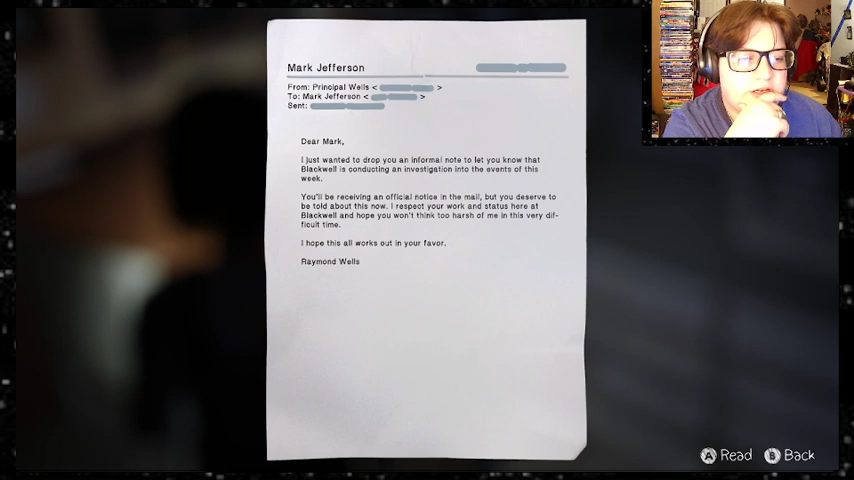 Mark Jefferson
From: Principal Wells < >
To: Mark Jefferson < >
Sent:
Dear Mark,
I just wanted to drop you an informal note to let you know that
Blackwell is conducting an investigation into the events of this
week.
You'll be receiving an official notice in the mail, but you deserve to
be told about this now. I respect your work and status here at
Blackwell and hope you won't think too harsh of me in this very dif-
ficult time.
I hope this all works out in your favor.
Raymond Wells
A Read B Back